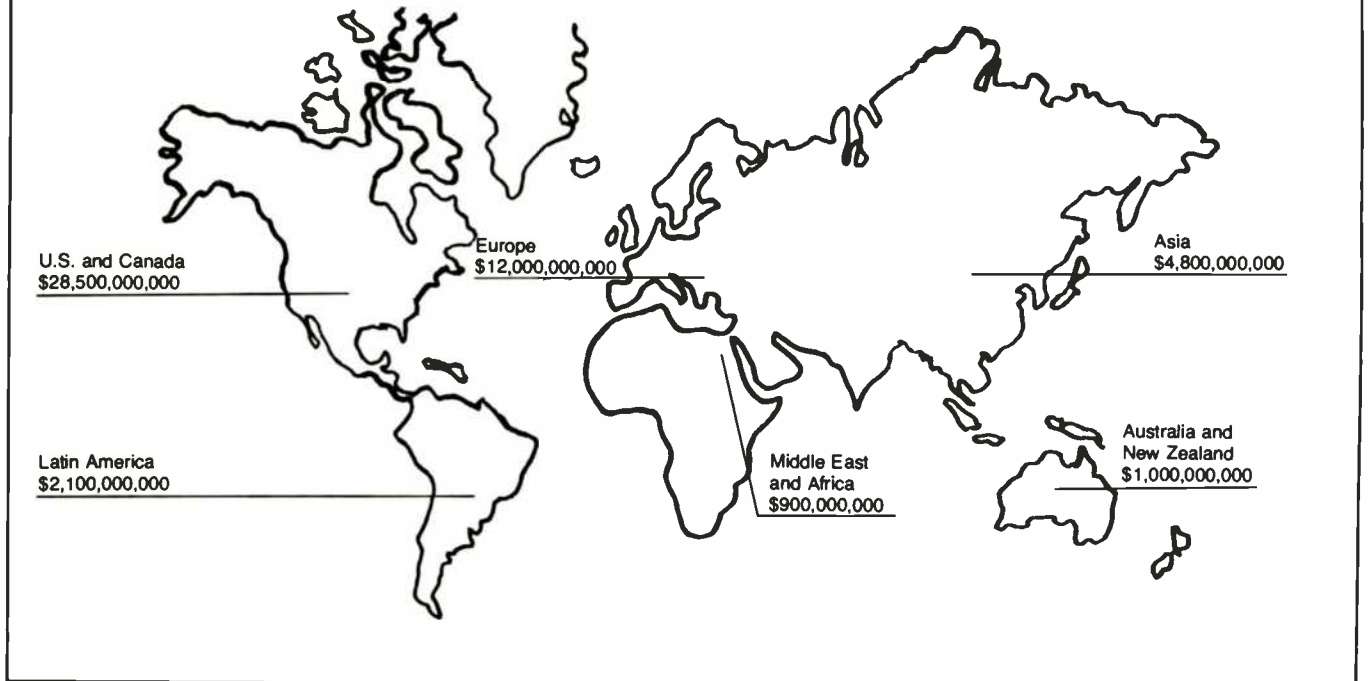 U.S. and Canada
$28,500,000,000
Europe
$12,000,000,000
Asia
$4,800,000,000
Latin America
$2,100,000,000
Middle East
and Africa
$900,000,000
Australia and
New Zealand
$1,000,000,000